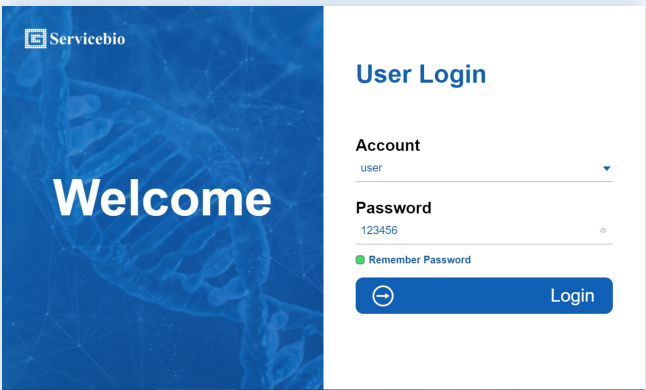 Servicebio
Welcome
User Login
Account
user
Password
123456
Remember Password
Login